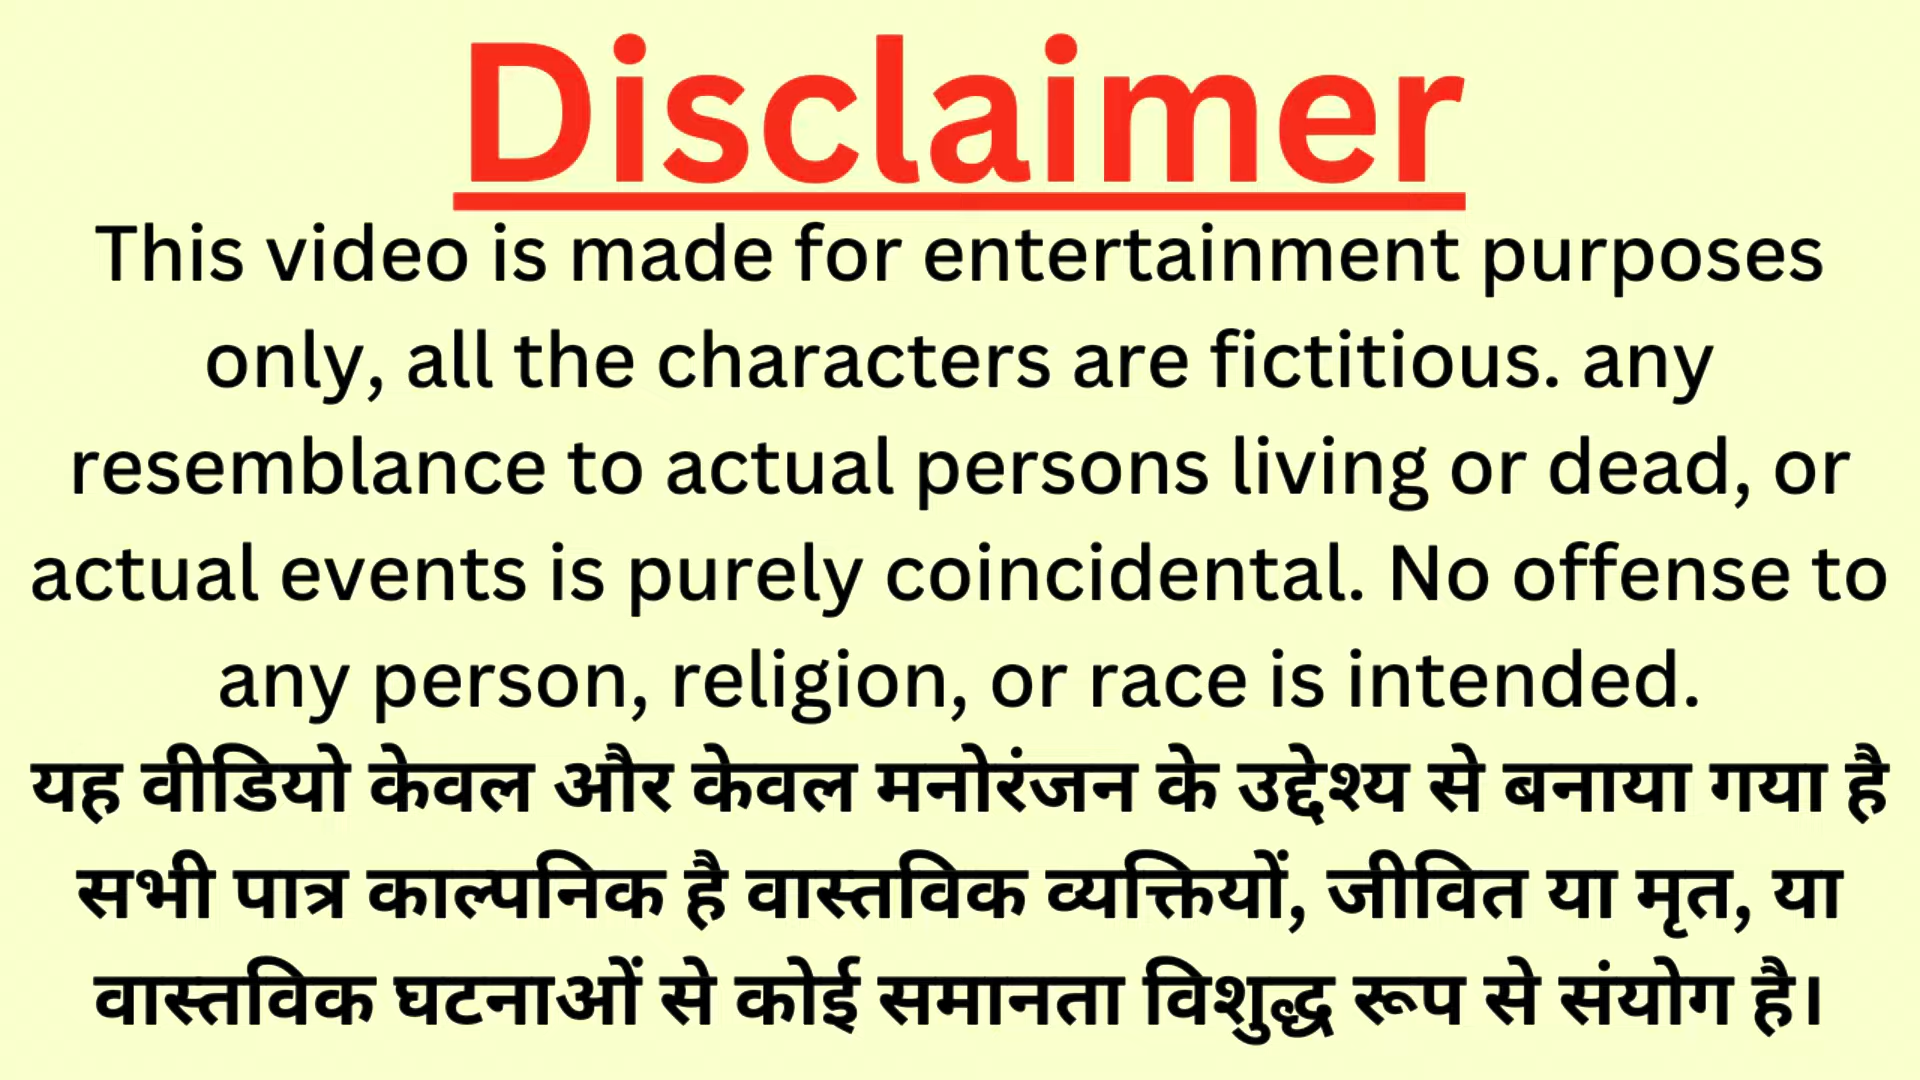 Disclaimer
This video is made for entertainment purposes
only, all the characters are fictitious. any
resemblance to actual persons living or dead, or
actual events is purely coincidental. No offense to
any person, religion, or race is intended.
यह वीडियो केवल और केवल मनोरंजन के उद्देश्य से बनाया गया है
सभी पात्र काल्पनिक है वास्तविक व्यक्तियों, जीवित या मृत, या
वास्तविक घटनाओं से कोई समानता विशुद्ध रूप से संयोग है।